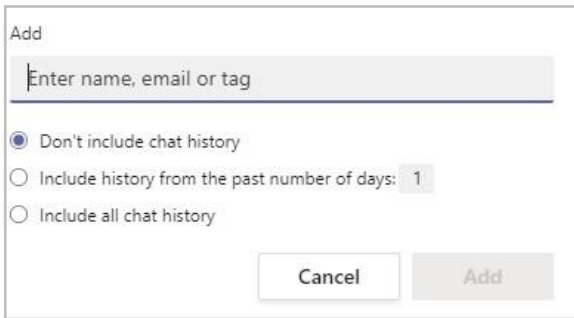 Add
Enter name, email or tag
Don't include chat history
Include history from the past number of days: 1
Include all chat history
Cancel Add